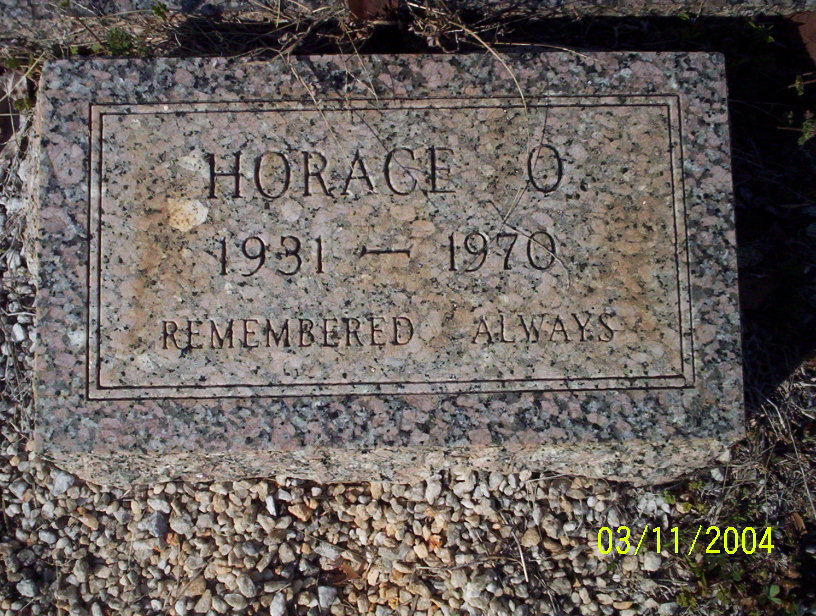 HORACE O
1931 — 1970
REMEMBERED ALWAYS
03/11/2004